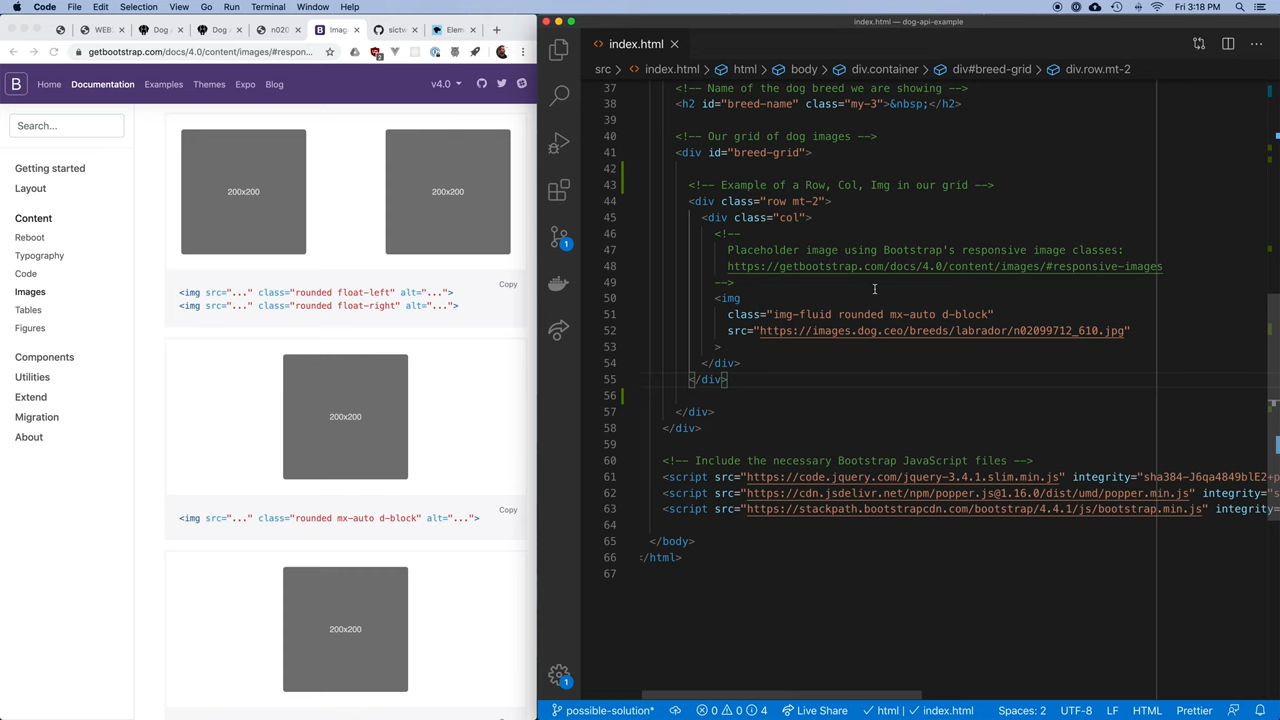 Code File Edit Selection View Go Run Terminal Window Help
Fri 3:18 PM
WEB:
Dog
Dog
n020
Imag
sictw
Elem
getbootstrap.com/docs/4.0/content/images/#respon...
B Home Documentation Examples Themes Expo Blog v4.0
Search...
Getting started
Layout
Content
Reboot
Typography
Code
Images
Tables
Figures
Components
Utilities
Extend
Migration
About
200x200 200x200
Copy
<img src="..." class="rounded float-left" alt="...">
<img src="..." class="rounded float-right" alt="...">
200x200
Copy
<img src="..." class="rounded mx-auto d-block" alt="...">
200x200
index.html — dog-api-example
index.html
src index.html html body div.container div#breed-grid div.row.mt-2
37 <!-- Name of the dog breed we are showing -->
38 <h2 id="breed-name" class="my-3">&nbsp;</h2>
39
40 <!-- Our grid of dog images -->
41 <div id="breed-grid">
42
43 <!-- Example of a Row, Col, Img in our grid -->
44 <div class="row mt-2">
45 <div class="col">
46 <!--
47 Placeholder image using Bootstrap's responsive image classes:
48 https://getbootstrap.com/docs/4.0/content/images/#responsive-images
49 -->
50 <img
51 class="img-fluid rounded mx-auto d-block"
52 src="https://images.dog.ceo/breeds/labrador/n02099712_610.jpg"
53 >
54 </div>
55 </div>
56
57 </div>
58 </div>
59
60 <!-- Include the necessary Bootstrap JavaScript files -->
61 <script src="https://code.jquery.com/jquery-3.4.1.slim.min.js" integrity="sha384-J6qa4849blE2+p
62 <script src="https://cdn.jsdelivr.net/npm/popper.js@1.16.0/dist/umd/popper.min.js" integrity="s
63 <script src="https://stackpath.bootstrapcdn.com/bootstrap/4.4.1/js/bootstrap.min.js" integrity=
64
65 </body>
66 </html>
67
1
1
possible-solution* 0 0 4 Live Share html index.html Spaces: 2 UTF-8 LF HTML Prettier